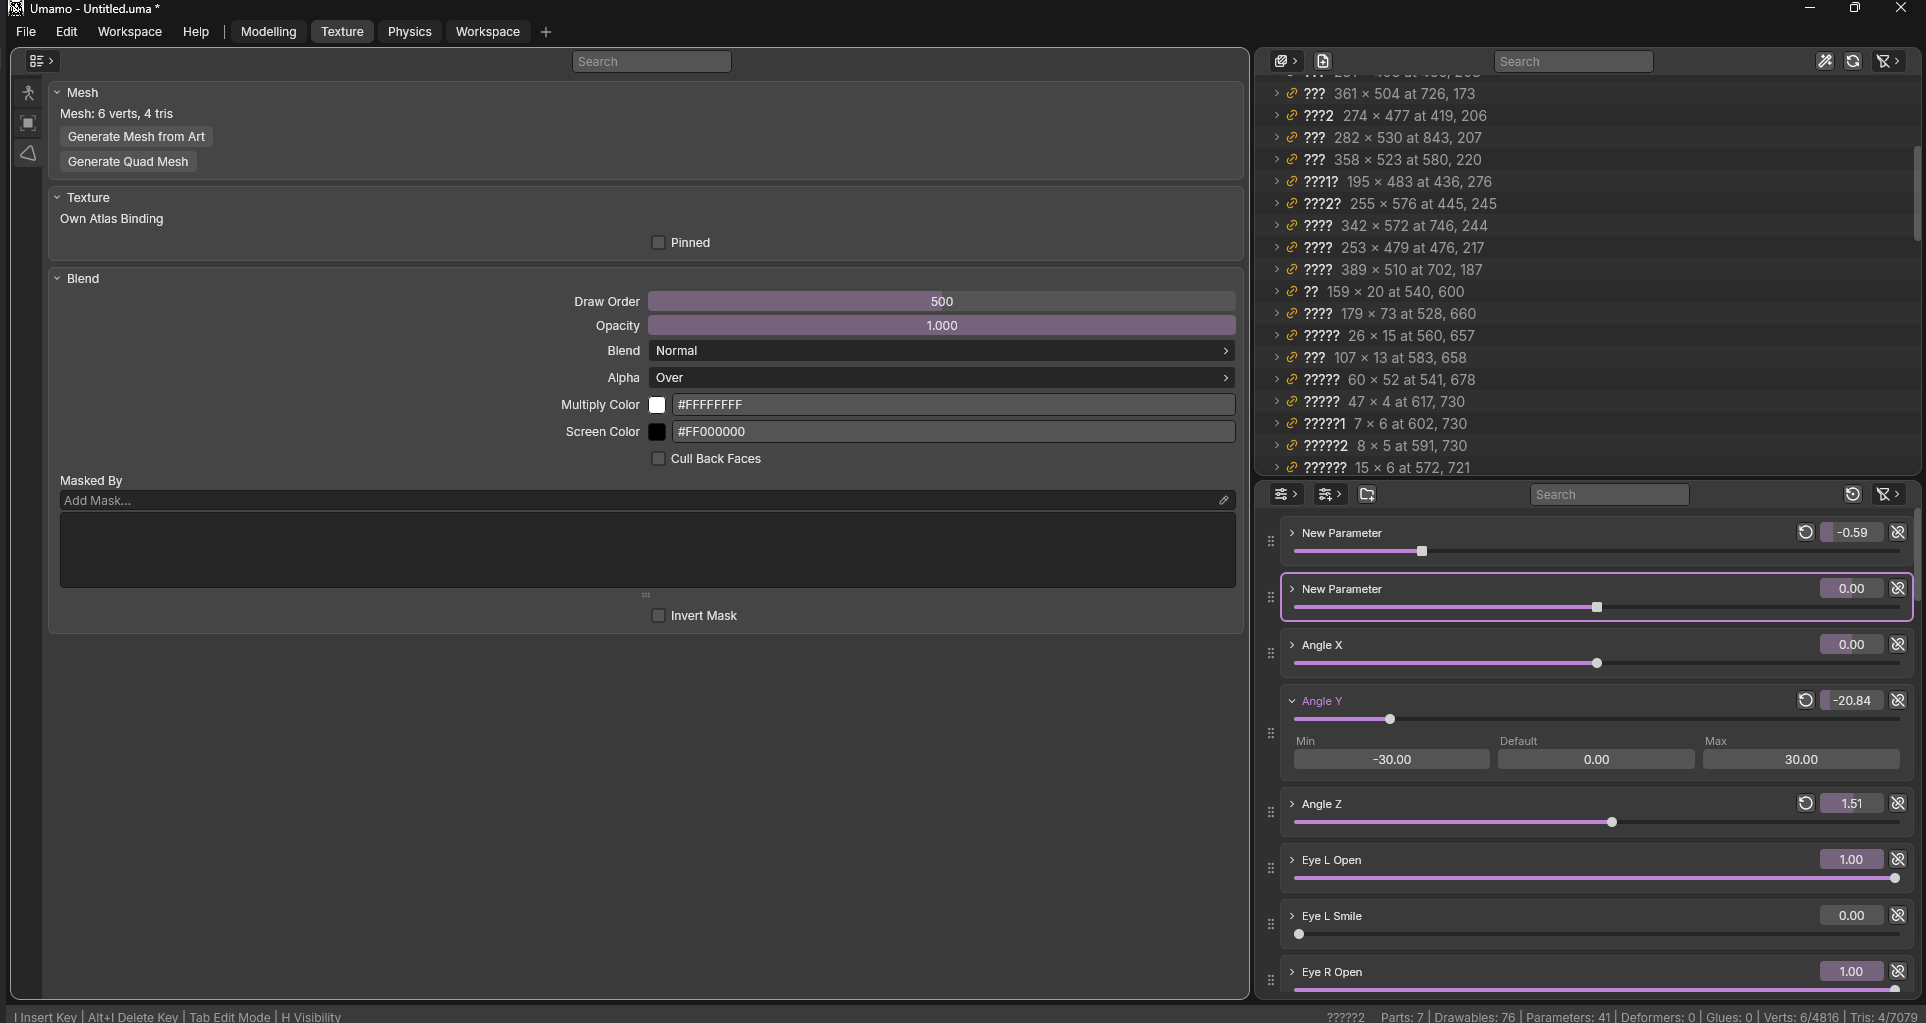 Umamo - Untitled.uma *
File Edit Workspace Help | Modelling Texture Physics Workspace +
Search
Mesh
Mesh: 6 verts, 4 tris
Generate Mesh from Art
Generate Quad Mesh
Texture
Own Atlas Binding
Pinned
Blend
Draw Order 500
Opacity 1.000
Blend Normal
Alpha Over
Multiply Color #FFFFFFFF
Screen Color #FF000000
Cull Back Faces
Masked By
Add Mask...
Invert Mask
Search
??? 361 × 504 at 726, 173
???2 274 × 477 at 419, 206
??? 282 × 530 at 843, 207
??? 358 × 523 at 580, 220
???1? 195 × 483 at 436, 276
???2? 255 × 576 at 445, 245
???? 342 × 572 at 746, 244
???? 253 × 479 at 476, 217
???? 389 × 510 at 702, 187
?? 159 × 20 at 540, 600
???? 179 × 73 at 528, 660
????? 26 × 15 at 560, 657
??? 107 × 13 at 583, 658
????? 60 × 52 at 541, 678
????? 47 × 4 at 617, 730
?????1 7 × 6 at 602, 730
?????2 8 × 5 at 591, 730
?????? 15 × 6 at 572, 721
Search
New Parameter -0.59
New Parameter 0.00
Angle X 0.00
Angle Y -20.84
Min Default Max
-30.00 0.00 30.00
Angle Z 1.51
Eye L Open 1.00
Eye L Smile 0.00
Eye R Open 1.00
I Insert Key | Alt+I Delete Key | Tab Edit Mode | H Visibility
?????2 Parts: 7 | Drawables: 76 | Parameters: 41 | Deformers: 0 | Glues: 0 | Verts: 6/4816 | Tris: 4/7079